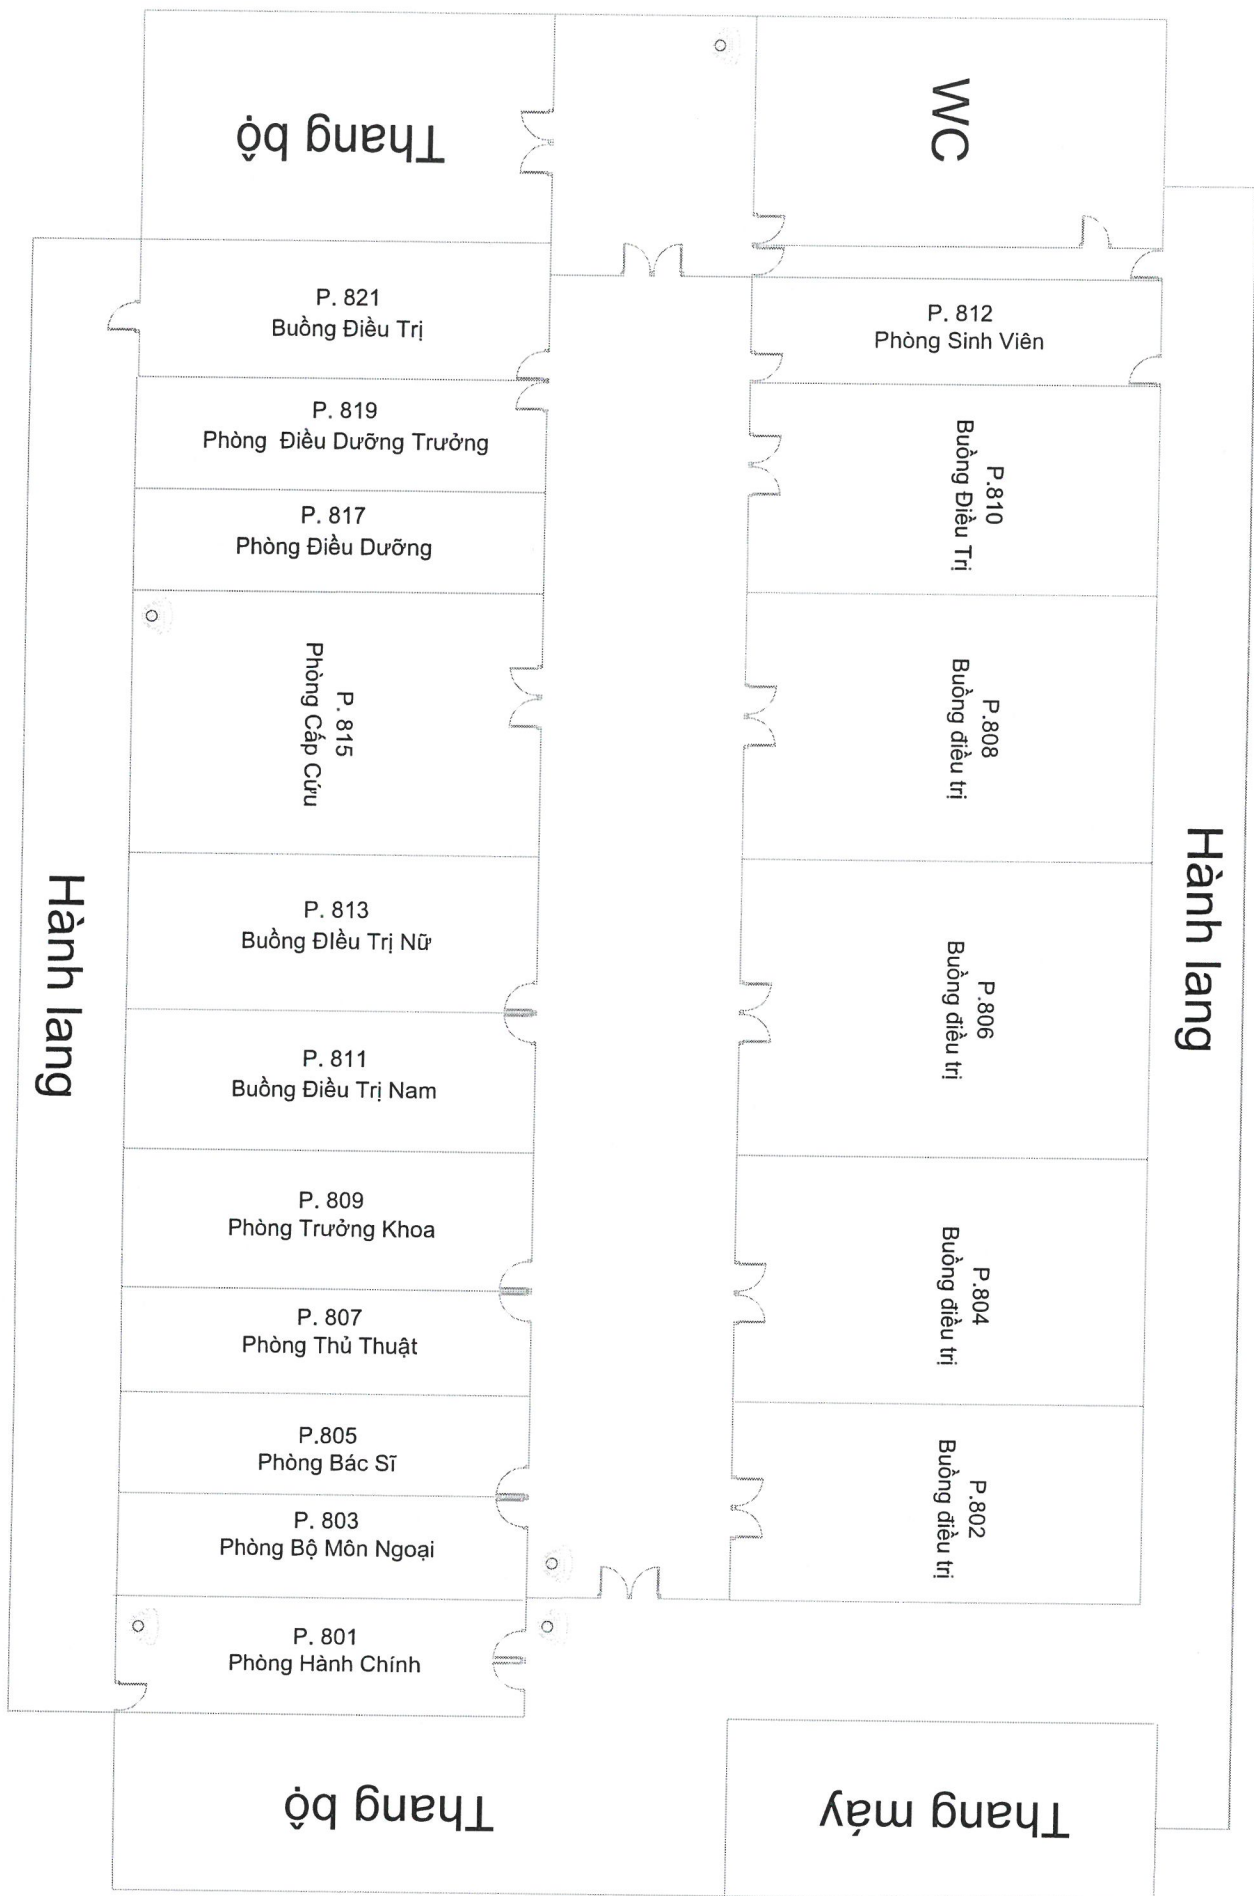 Thang bộ
WC
P. 821
Buồng Điều Trị
P. 819
Phòng Điều Dưỡng Trưởng
P. 817
Phòng Điều Dưỡng
P. 815
Phòng Cấp Cứu
P. 813
Buồng ĐIều Trị Nữ
P. 811
Buồng Điều Trị Nam
P. 809
Phòng Trưởng Khoa
P. 807
Phòng Thủ Thuật
P.805
Phòng Bác Sĩ
P. 803
Phòng Bộ Môn Ngoại
P. 801
Phòng Hành Chính
Hành lang
P. 812
Phòng Sinh Viên
P.810
Buồng Điều Trị
P.808
Buồng điều trị
P.806
Buồng điều trị
P.804
Buồng điều trị
P.802
Buồng điều trị
Hành lang
Thang bộ
Thang máy